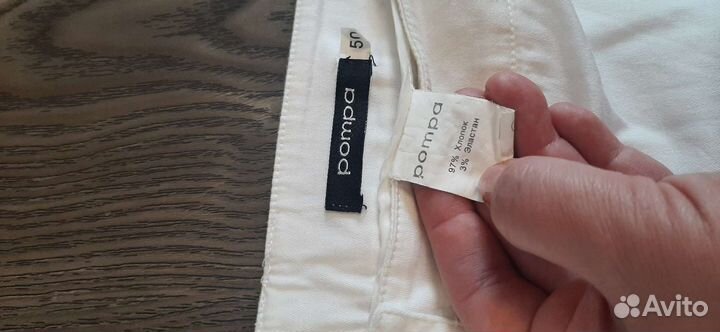 50
pompa
pompa
97% Хлопок
3% Эластан
Avito